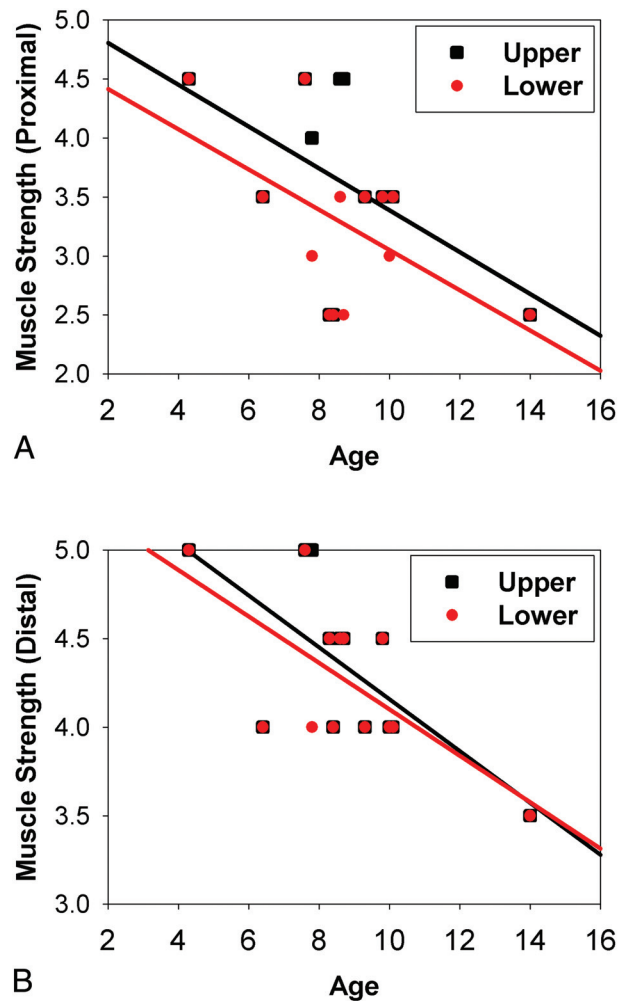 5.0
4.5
4.0
3.5
3.0
2.5
2.0
Muscle Strength (Proximal)
Upper
Lower
2 4 6 8 10 12 14 16
Age
A
5.0
4.5
4.0
3.5
3.0
Muscle Strength (Distal)
Upper
Lower
2 4 6 8 10 12 14 16
Age
B